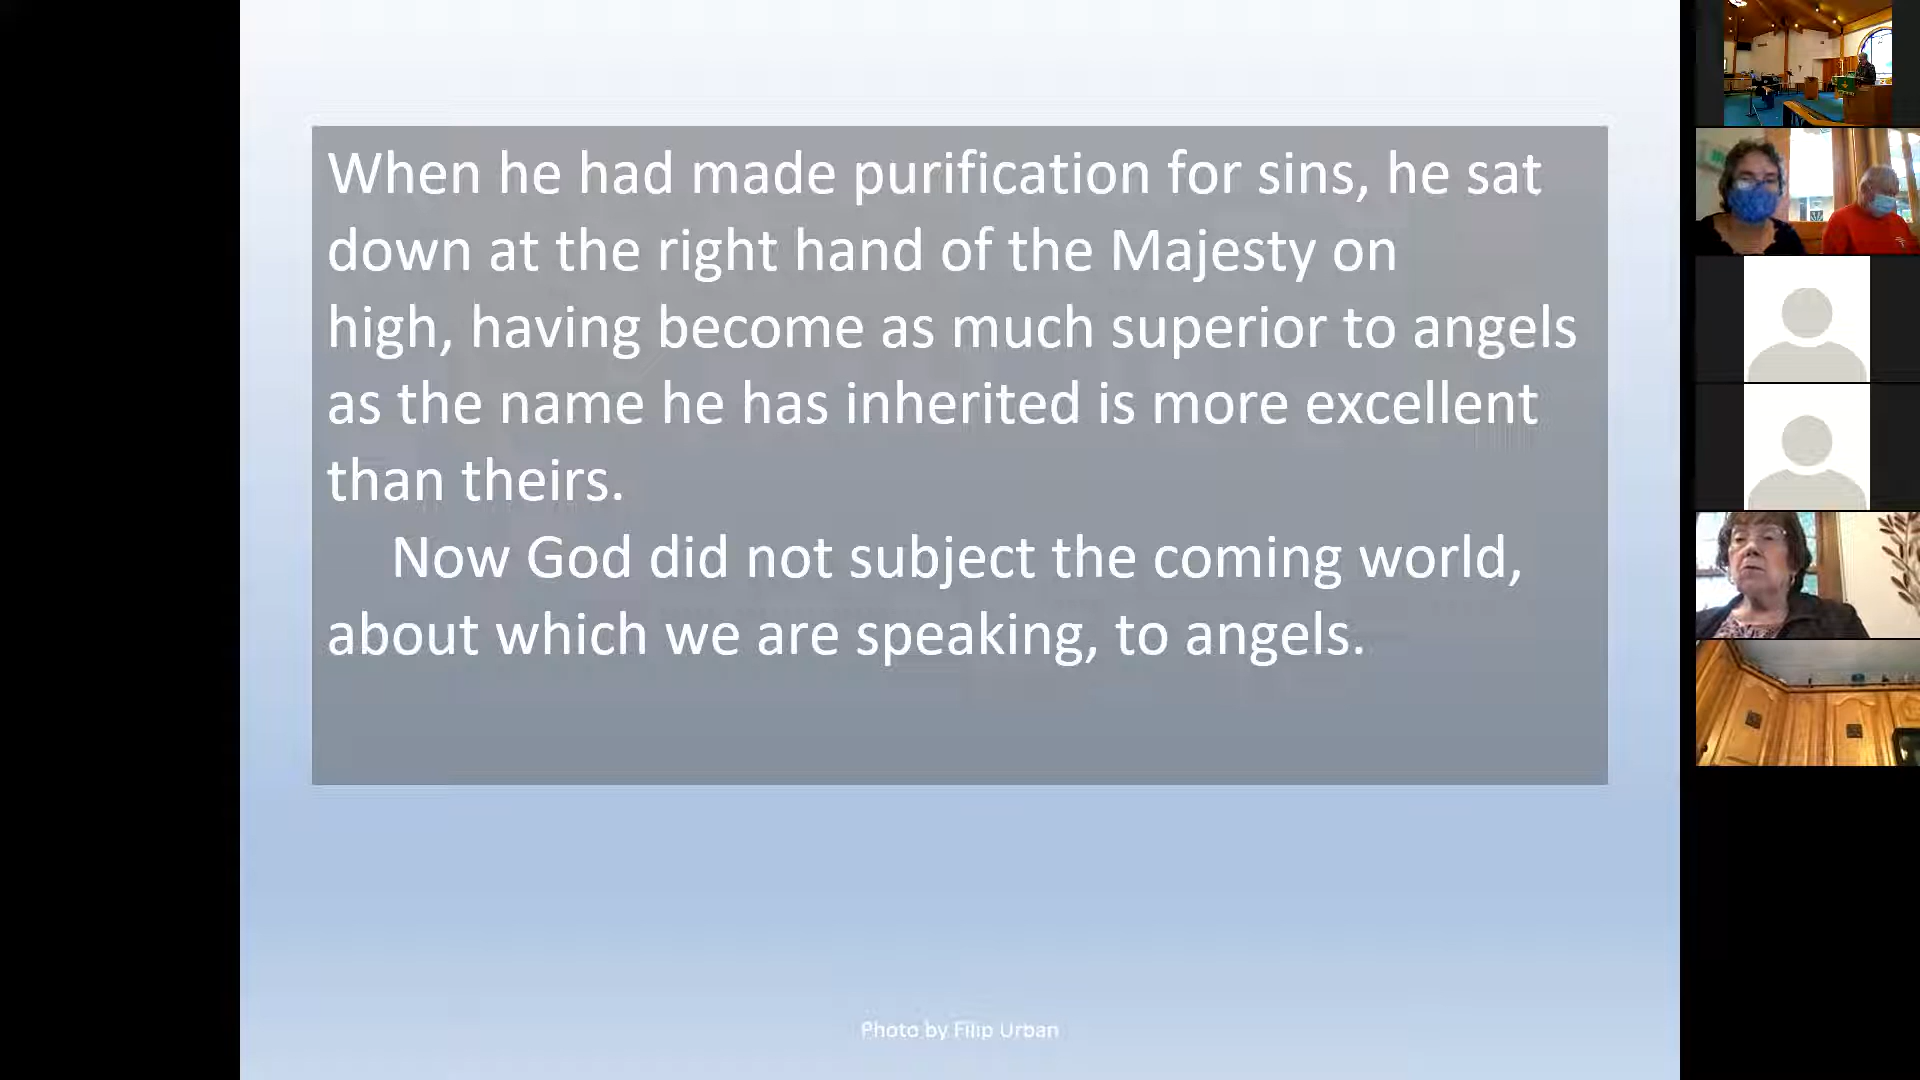 When he had made purification for sins, he sat
down at the right hand of the Majesty on
high, having become as much superior to angels
as the name he has inherited is more excellent
than theirs.
Now God did not subject the coming world,
about which we are speaking, to angels.
Photo by Filip Urban